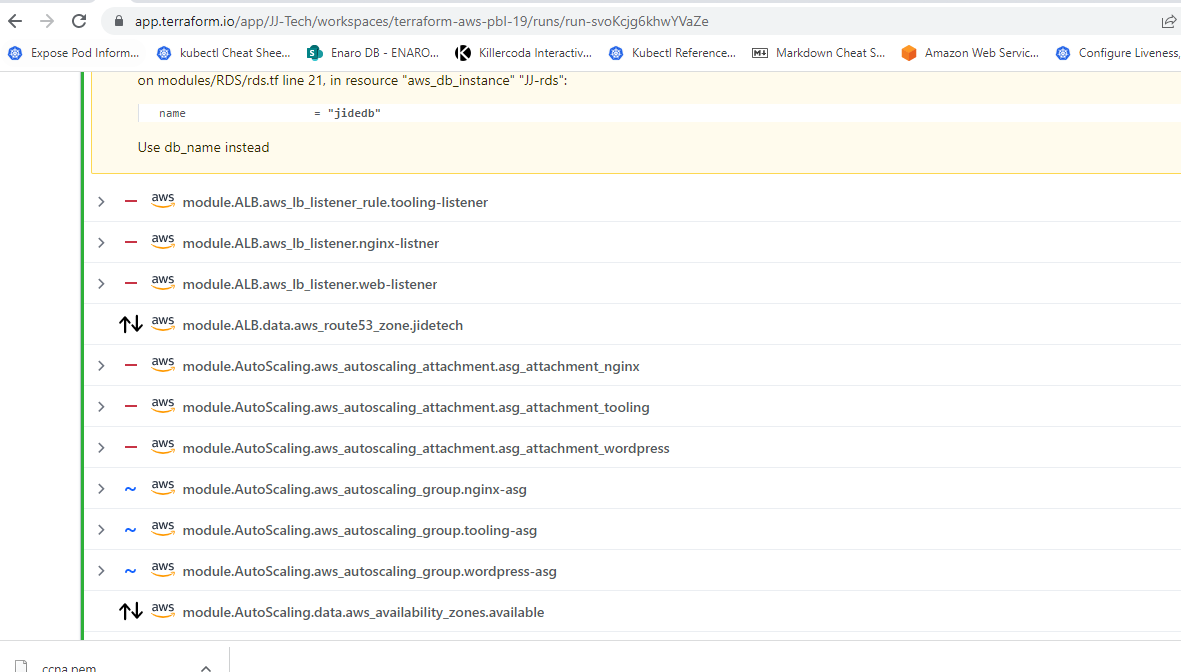 app.terraform.io/app/JJ-Tech/workspaces/terraform-aws-pbl-19/runs/run-svoKcjg6khwYVaZe
Expose Pod Inform... kubectl Cheat Shee... Enaro DB - ENARO... Killercoda Interactiv... Kubectl Reference... Markdown Cheat S... Amazon Web Servic... Configure Liveness,
on modules/RDS/rds.tf line 21, in resource "aws_db_instance" "JJ-rds":
name = "jidedb"
Use db_name instead
aws module.ALB.aws_lb_listener_rule.tooling-listener
aws module.ALB.aws_lb_listener.nginx-listner
aws module.ALB.aws_lb_listener.web-listener
aws module.ALB.data.aws_route53_zone.jidetech
aws module.AutoScaling.aws_autoscaling_attachment.asg_attachment_nginx
aws module.AutoScaling.aws_autoscaling_attachment.asg_attachment_tooling
aws module.AutoScaling.aws_autoscaling_attachment.asg_attachment_wordpress
~ aws module.AutoScaling.aws_autoscaling_group.nginx-asg
~ aws module.AutoScaling.aws_autoscaling_group.tooling-asg
~ aws module.AutoScaling.aws_autoscaling_group.wordpress-asg
aws module.AutoScaling.data.aws_availability_zones.available
ccna.pem